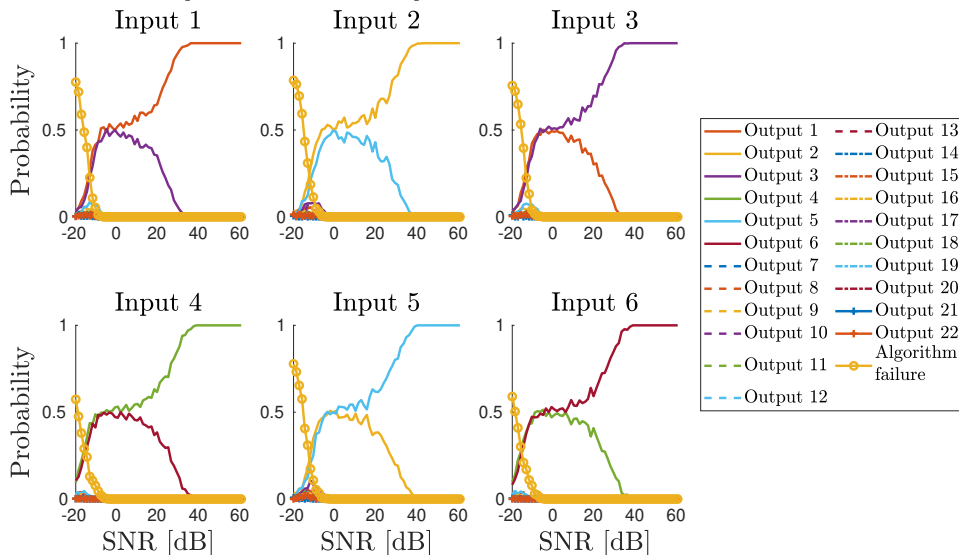 Input 1
Input 2
Input 3
Probability
1
0.5
0
-20 0 20 40 60
1
0.5
0
-20 0 20 40 60
1
0.5
0
-20 0 20 40 60
Input 4
Input 5
Input 6
Probability
1
0.5
0
-20 0 20 40 60
SNR [dB]
1
0.5
0
-20 0 20 40 60
SNR [dB]
1
0.5
0
-20 0 20 40 60
SNR [dB]
Output 1
Output 2
Output 3
Output 4
Output 5
Output 6
Output 7
Output 8
Output 9
Output 10
Output 11
Output 12
Output 13
Output 14
Output 15
Output 16
Output 17
Output 18
Output 19
Output 20
Output 21
Output 22
Algorithm
failure